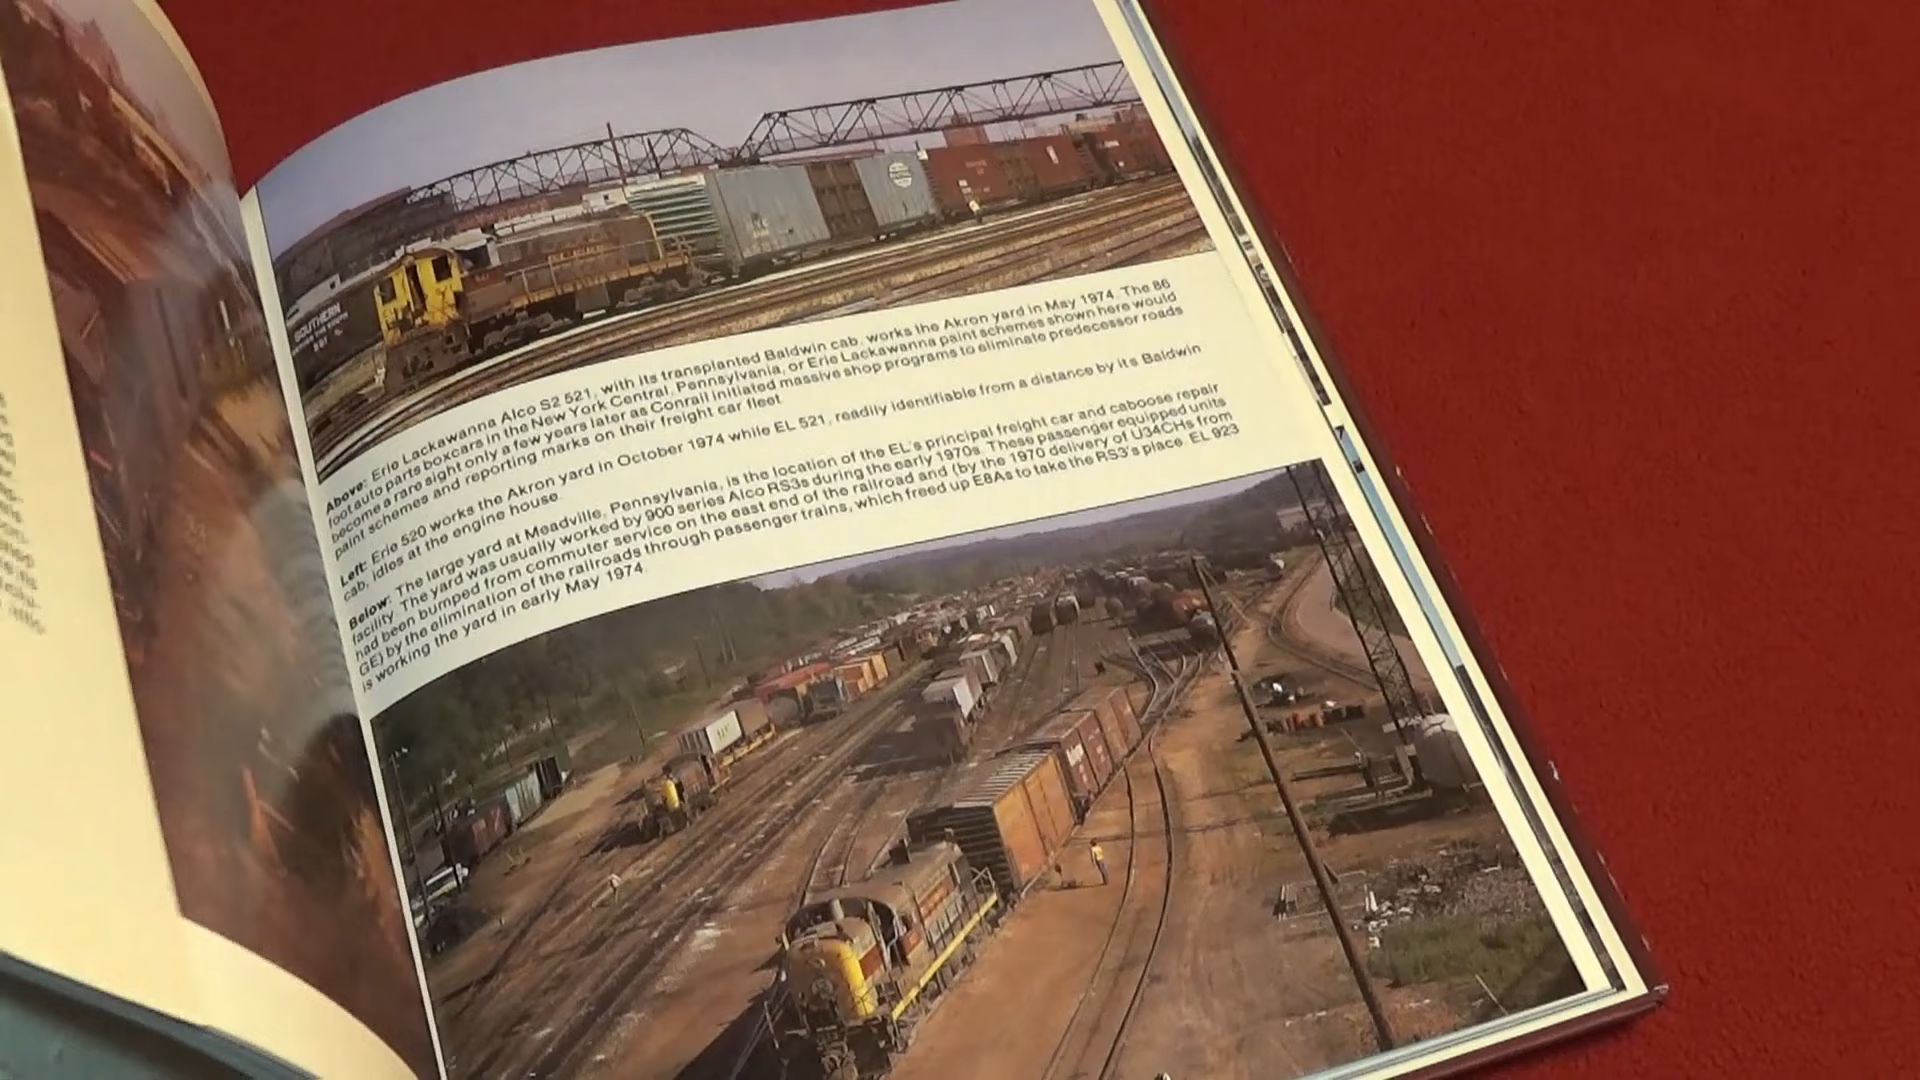 Above: Erie Lackawanna Alco S2 521, with its transplanted Baldwin cab, works the Akron yard in May 1974. The 86
foot auto parts boxcars in the New York Central, Pennsylvania, or Erie Lackawanna paint schemes shown here would
become a rare sight only a few years later as Conrail initiated massive shop programs to eliminate predecessor roads
paint schemes and reporting marks on their freight car fleet.
Left: Erie 520 works the Akron yard in October 1974 while EL 521, readily identifiable from a distance by its Baldwin
cab, idles at the engine house.
Below: The large yard at Meadville, Pennsylvania, is the location of the EL's principal freight car and caboose repair
facility. The yard was usually worked by 900 series Alco RS3s during the early 1970s. These passenger equipped units
had been bumped from commuter service on the east end of the railroad and (by the 1970 delivery of U34CHs from
GE) by the elimination of the railroads through passenger trains, which freed up E8As to take the RS3's place. EL 923
is working the yard in early May 1974.
SOUTHERN